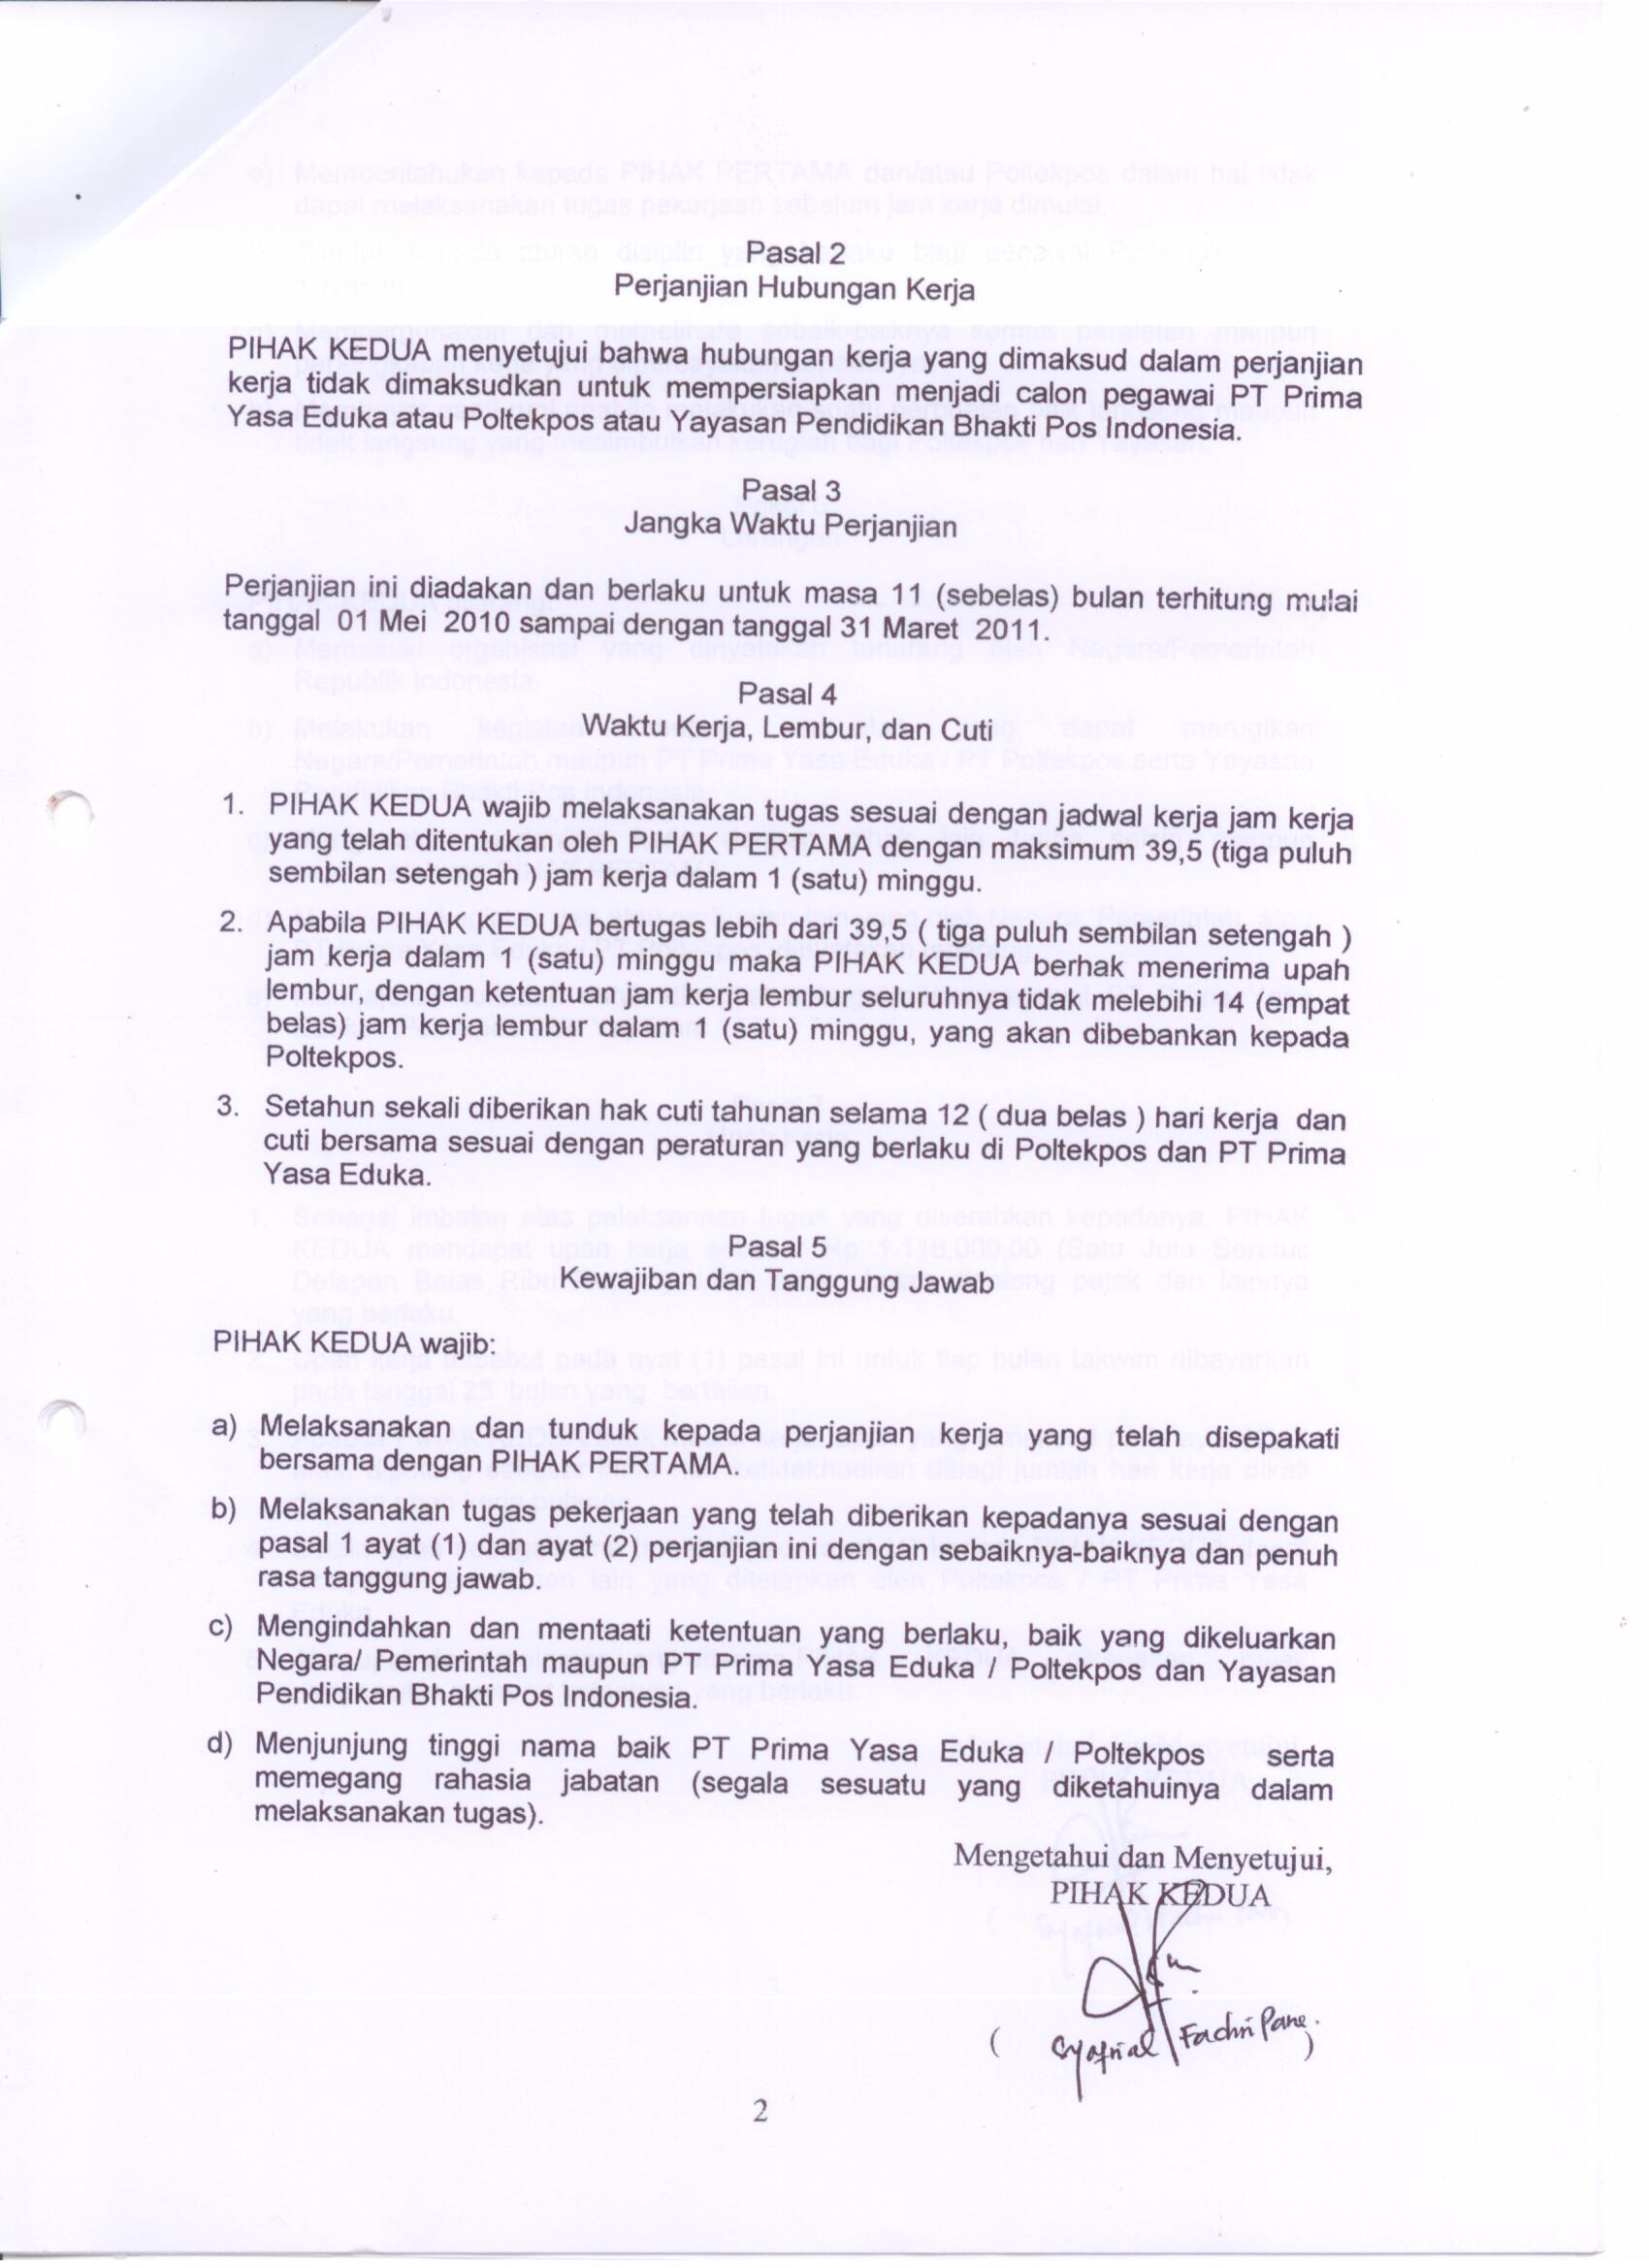 Pasal 2
Perjanjian Hubungan Kerja
PIHAK KEDUA menyetujui bahwa hubungan kerja yang dimaksud dalam perjanjian
kerja tidak dimaksudkan untuk mempersiapkan menjadi calon pegawai PT Prima
Yasa Eduka atau Poltekpos atau Yayasan Pendidikan Bhakti Pos Indonesia.
Pasal 3
Jangka Waktu Perjanjian
Perjanjian ini diadakan dan berlaku untuk masa 11 (sebelas) bulan terhitung mulai
tanggal 01 Mei 2010 sampai dengan tanggal 31 Maret 2011.
Pasal 4
Waktu Kerja, Lembur, dan Cuti
1. PIHAK KEDUA wajib melaksanakan tugas sesuai dengan jadwal kerja jam kerja
yang telah ditentukan oleh PIHAK PERTAMA dengan maksimum 39,5 (tiga puluh
sembilan setengah ) jam kerja dalam 1 (satu) minggu.
2. Apabila PIHAK KEDUA bertugas lebih dari 39,5 ( tiga puluh sembilan setengah )
jam kerja dalam 1 (satu) minggu maka PIHAK KEDUA berhak menerima upah
lembur, dengan ketentuan jam kerja lembur seluruhnya tidak melebihi 14 (empat
belas) jam kerja lembur dalam 1 (satu) minggu, yang akan dibebankan kepada
Poltekpos.
3. Setahun sekali diberikan hak cuti tahunan selama 12 ( dua belas ) hari kerja dan
cuti bersama sesuai dengan peraturan yang berlaku di Poltekpos dan PT Prima
Yasa Eduka.
Pasal 5
Kewajiban dan Tanggung Jawab
PIHAK KEDUA wajib:
a) Melaksanakan dan tunduk kepada perjanjian kerja yang telah disepakati
bersama dengan PIHAK PERTAMA.
b) Melaksanakan tugas pekerjaan yang telah diberikan kepadanya sesuai dengan
pasal 1 ayat (1) dan ayat (2) perjanjian ini dengan sebaiknya-baiknya dan penuh
rasa tanggung jawab.
c) Mengindahkan dan mentaati ketentuan yang berlaku, baik yang dikeluarkan
Negara/ Pemerintah maupun PT Prima Yasa Eduka / Poltekpos dan Yayasan
Pendidikan Bhakti Pos Indonesia.
d) Menjunjung tinggi nama baik PT Prima Yasa Eduka / Poltekpos serta
memegang rahasia jabatan (segala sesuatu yang diketahuinya dalam
melaksanakan tugas).
Mengetahui dan Menyetujui,
PIHAK KEDUA
( Syafrial Fachri Pane. )
2